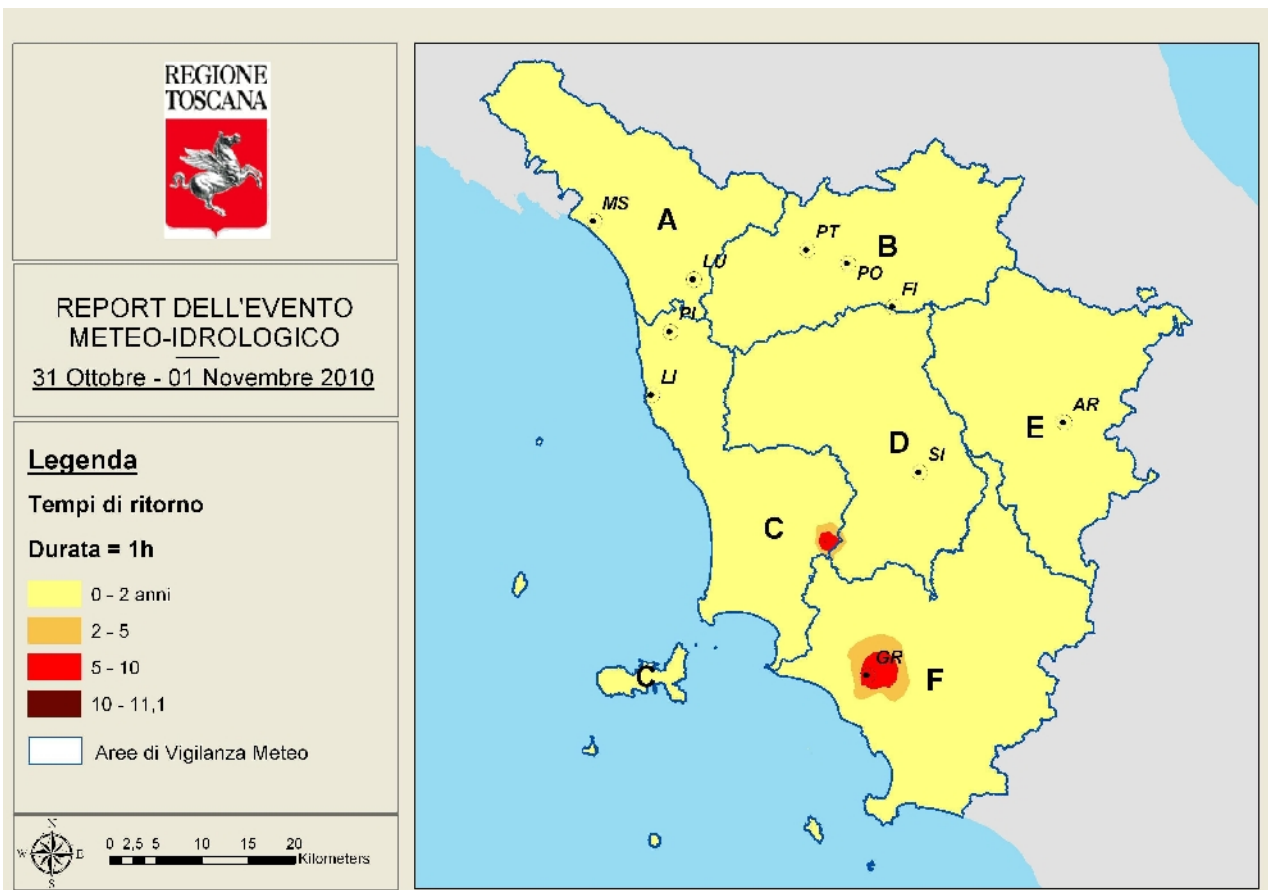 REGIONE
TOSCANA
REPORT DELL'EVENTO
METEO-IDROLOGICO
31 Ottobre - 01 Novembre 2010
Legenda
Tempi di ritorno
Durata = 1h
0 - 2 anni
2 - 5
5 - 10
10 - 11,1
Aree di Vigilanza Meteo
N
W E
S
0 2,5 5 10 15 20
Kilometers
MS
A
LU
PT
B
PO
FI
PI
LI
AR
E
D
SI
C
GR
F
C